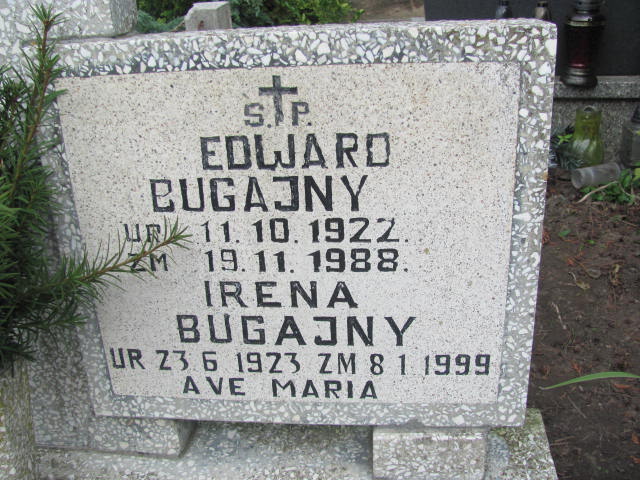 Ś.P.
EDWARD
BUGAJNY
UR 11.10.1922.
ZM 19.11.1988.
IRENA
BUGAJNY
UR 23 6 1923 ZM 8 1 1999
AVE MARIA